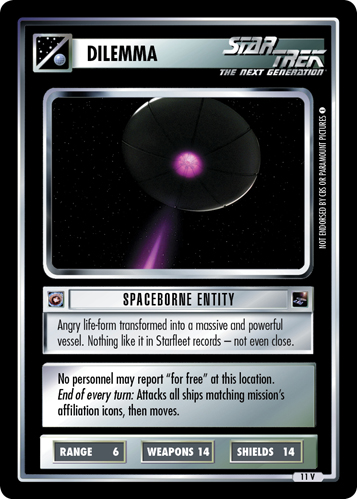 DILEMMA
STAR TREK
THE NEXT GENERATION
NOT ENDORSED BY CBS OR PARAMOUNT PICTURES
SPACEBORNE ENTITY
Angry life-form transformed into a massive and powerful
vessel. Nothing like it in Starfleet records – not even close.
No personnel may report “for free” at this location.
End of every turn: Attacks all ships matching mission’s
affiliation icons, then moves.
RANGE 6 WEAPONS 14 SHIELDS 14
11 V